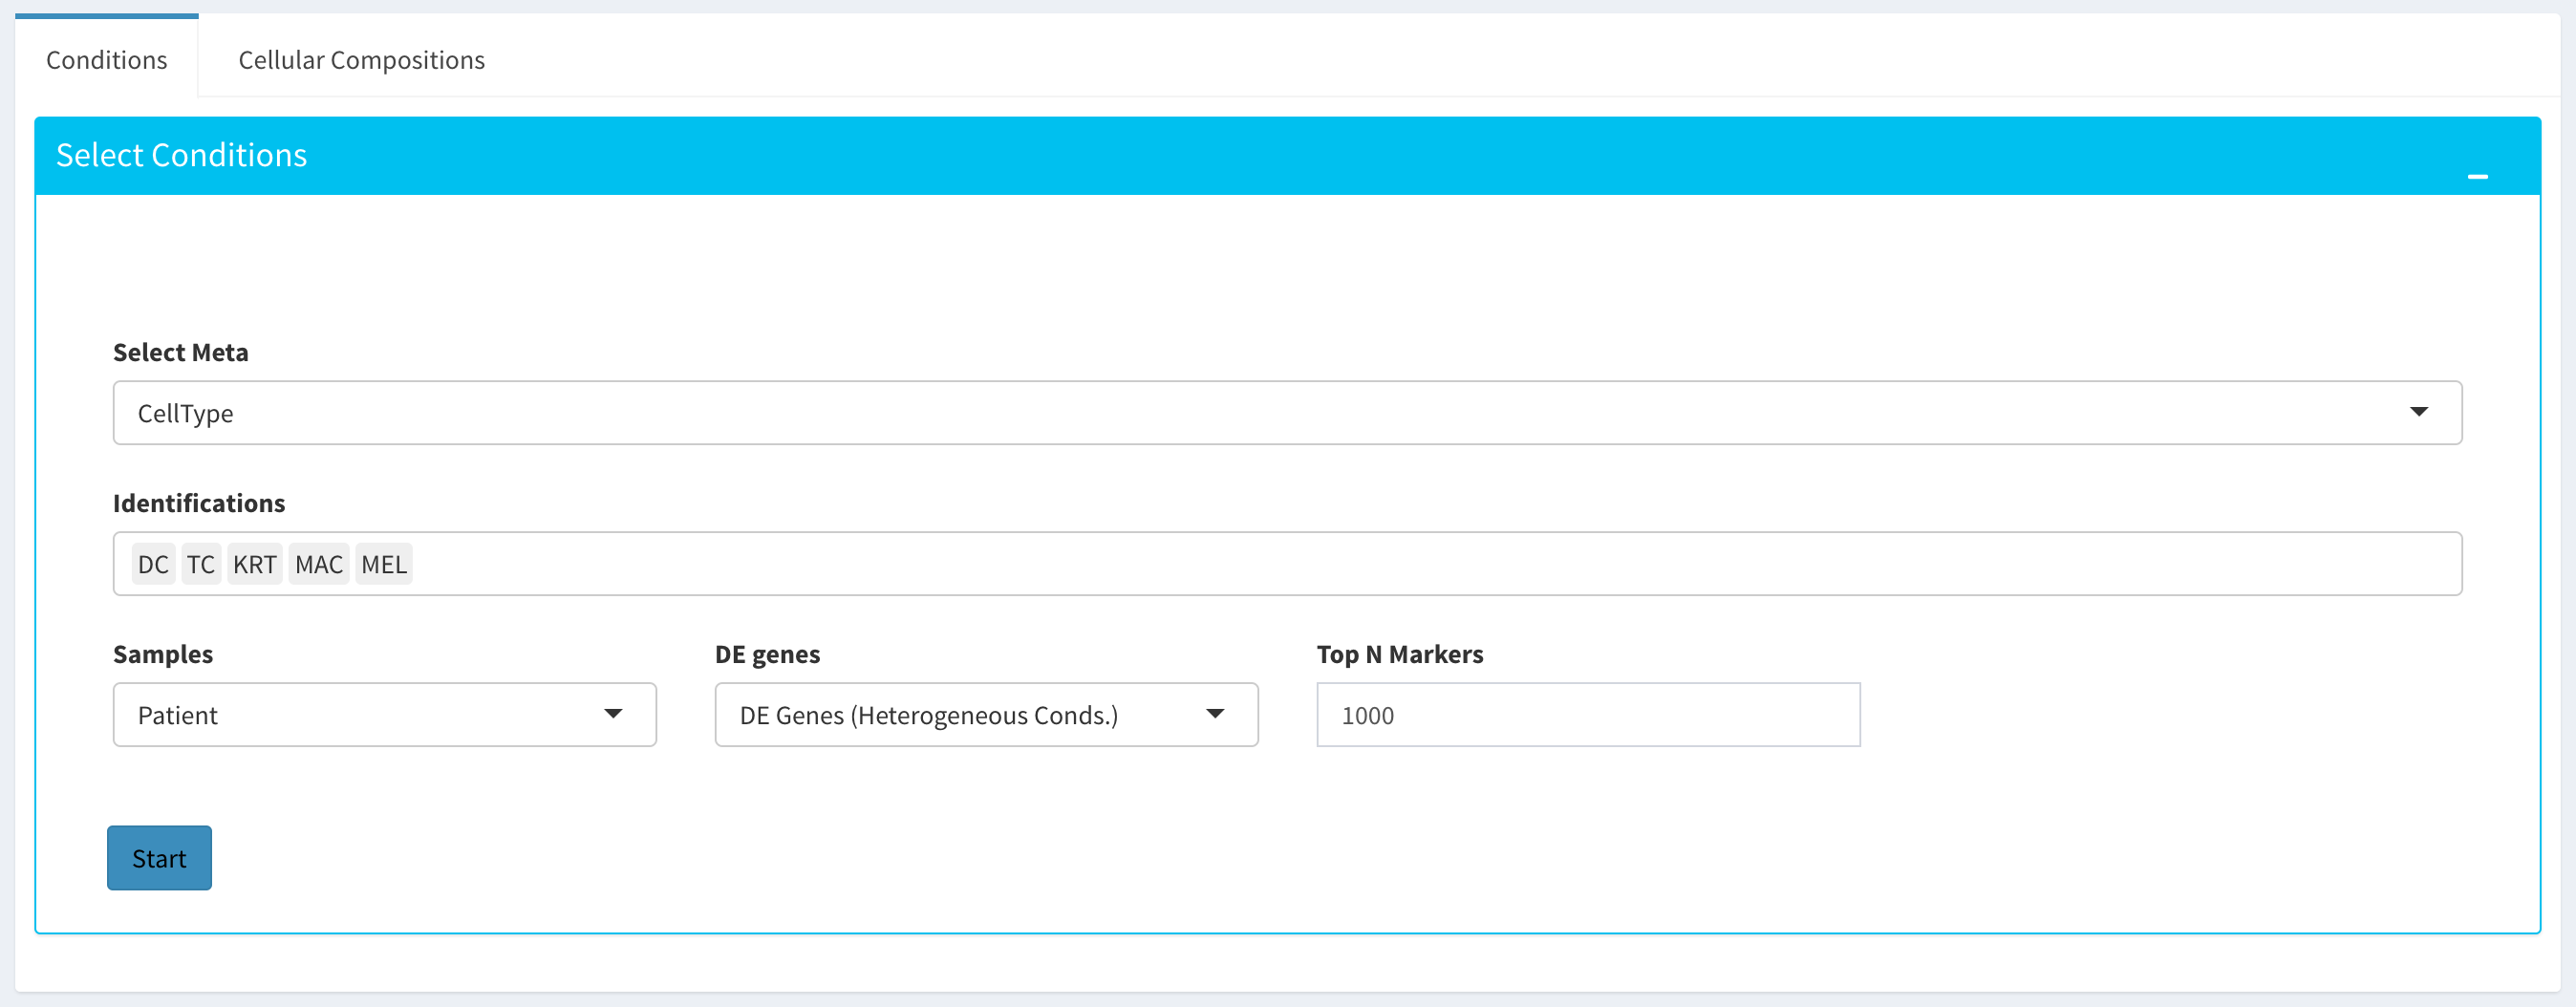 Conditions Cellular Compositions
Select Conditions
Select Meta
CellType
Identifications
DC TC KRT MAC MEL
Samples DE genes Top N Markers
Patient DE Genes (Heterogeneous Conds.) 1000
Start